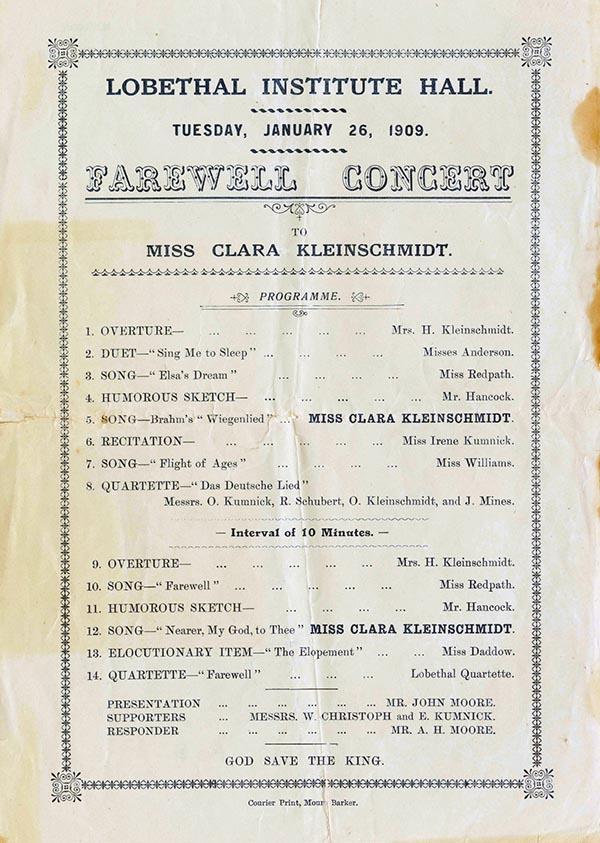 LOBETHAL INSTITUTE HALL.
TUESDAY, JANUARY 26, 1909.
FAREWELL CONCERT
TO
MISS CLARA KLEINSCHMIDT.
PROGRAMME.
1. OVERTURE— ... ... ... ... Mrs. H. Kleinschmidt.
2. DUET—"Sing Me to Sleep" ... ... ... ... Misses Anderson.
3. SONG—"Elsa's Dream" ... ... ... ... Miss Redpath.
4. HUMOROUS SKETCH— ... ... ... ... Mr. Hancock.
5. SONG—Brahm's "Wiegenlied" ... MISS CLARA KLEINSCHMIDT.
6. RECITATION— ... ... ... ... ... Miss Irene Kumnick.
7. SONG—"Flight of Ages" ... ... ... ... Miss Williams.
8. QUARTETTE—"Das Deutsche Lied"
Messrs. O. Kumnick, R. Schubert, O. Kleinschmidt, and J. Mines.
— Interval of 10 Minutes. —
9. OVERTURE— ... ... ... ... ... Mrs. H. Kleinschmidt.
10. SONG—"Farewell" ... ... ... ... ... Miss Redpath.
11. HUMOROUS SKETCH— ... ... ... ... Mr. Hancock.
12. SONG—"Nearer, My God, to Thee" MISS CLARA KLEINSCHMIDT.
13. ELOCUTIONARY ITEM—"The Elopement" ... ... Miss Daddow.
14. QUARTETTE—"Farewell" ... ... ... Lobethal Quartette.
PRESENTATION ... ... ... ... ... ... MR. JOHN MOORE.
SUPPORTERS ... MESSRS. W. CHRISTOPH and E. KUMNICK.
RESPONDER ... ... ... ... ... ... MR. A. H. MOORE.
GOD SAVE THE KING.
Courier Print, Mount Barker.